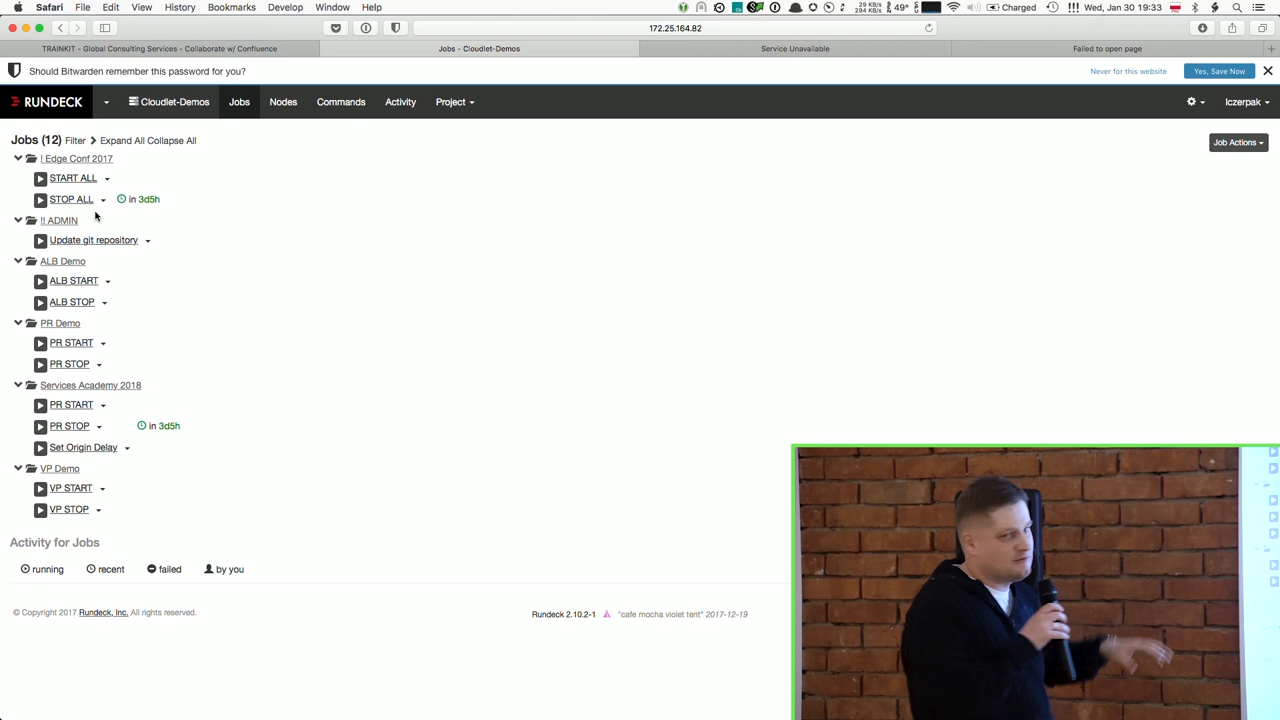 Safari File Edit View History Bookmarks Develop Window Help 29 KB/s 294 KB/s 49° Charged Wed, Jan 30 19:33
172.25.164.82
TRAINKIT - Global Consulting Services - Collaborate w/ Confluence Jobs - Cloudlet-Demos Service Unavailable Failed to open page
Should Bitwarden remember this password for you? Never for this website Yes, Save Now
RUNDECK Cloudlet-Demos Jobs Nodes Commands Activity Project lczerpak
Jobs (12) Filter Expand All Collapse All Job Actions
! Edge Conf 2017
START ALL
STOP ALL in 3d5h
!! ADMIN
Update git repository
ALB Demo
ALB START
ALB STOP
PR Demo
PR START
PR STOP
Services Academy 2018
PR START
PR STOP in 3d5h
Set Origin Delay
VP Demo
VP START
VP STOP
Activity for Jobs
running recent failed by you
© Copyright 2017 Rundeck, Inc. All rights reserved. Rundeck 2.10.2-1 "cafe mocha violet tent" 2017-12-19